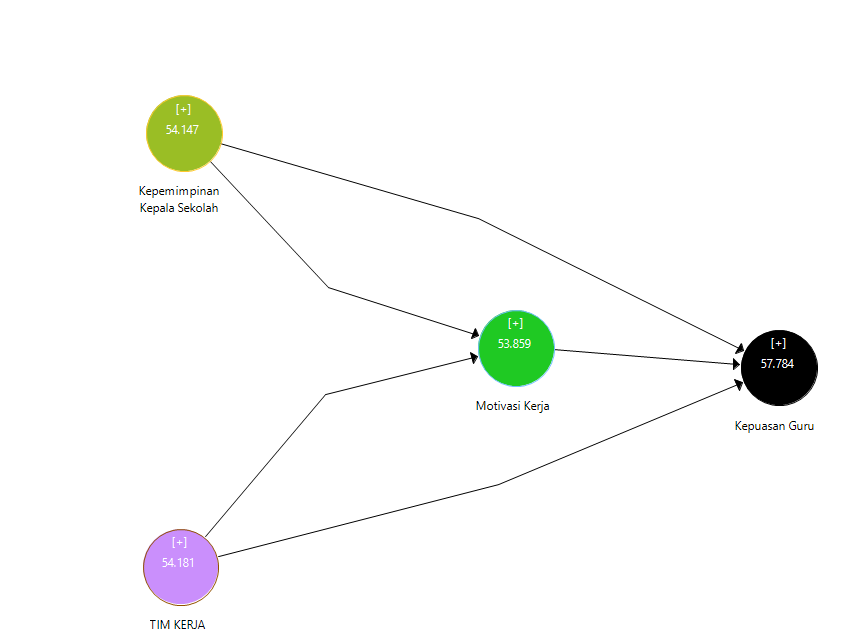 [+]
54.147
Kepemimpinan
Kepala Sekolah
[+]
53.859
Motivasi Kerja
[+]
57.784
Kepuasan Guru
[+]
54.181
TIM KERJA